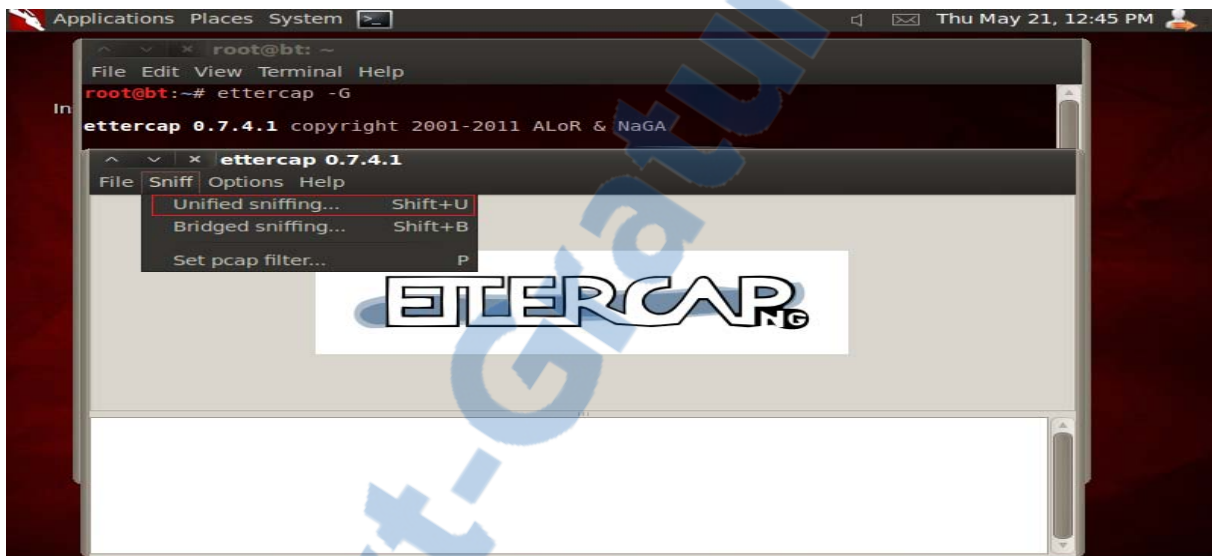 Applications Places System Thu May 21, 12:45 PM
root@bt: ~
File Edit View Terminal Help
root@bt:~# ettercap -G
In
ettercap 0.7.4.1 copyright 2001-2011 ALoR & NaGA
ettercap 0.7.4.1
File Sniff Options Help
Unified sniffing... Shift+U
Bridged sniffing... Shift+B
Set pcap filter... P
ETTERCAP
NG
t-Gratui